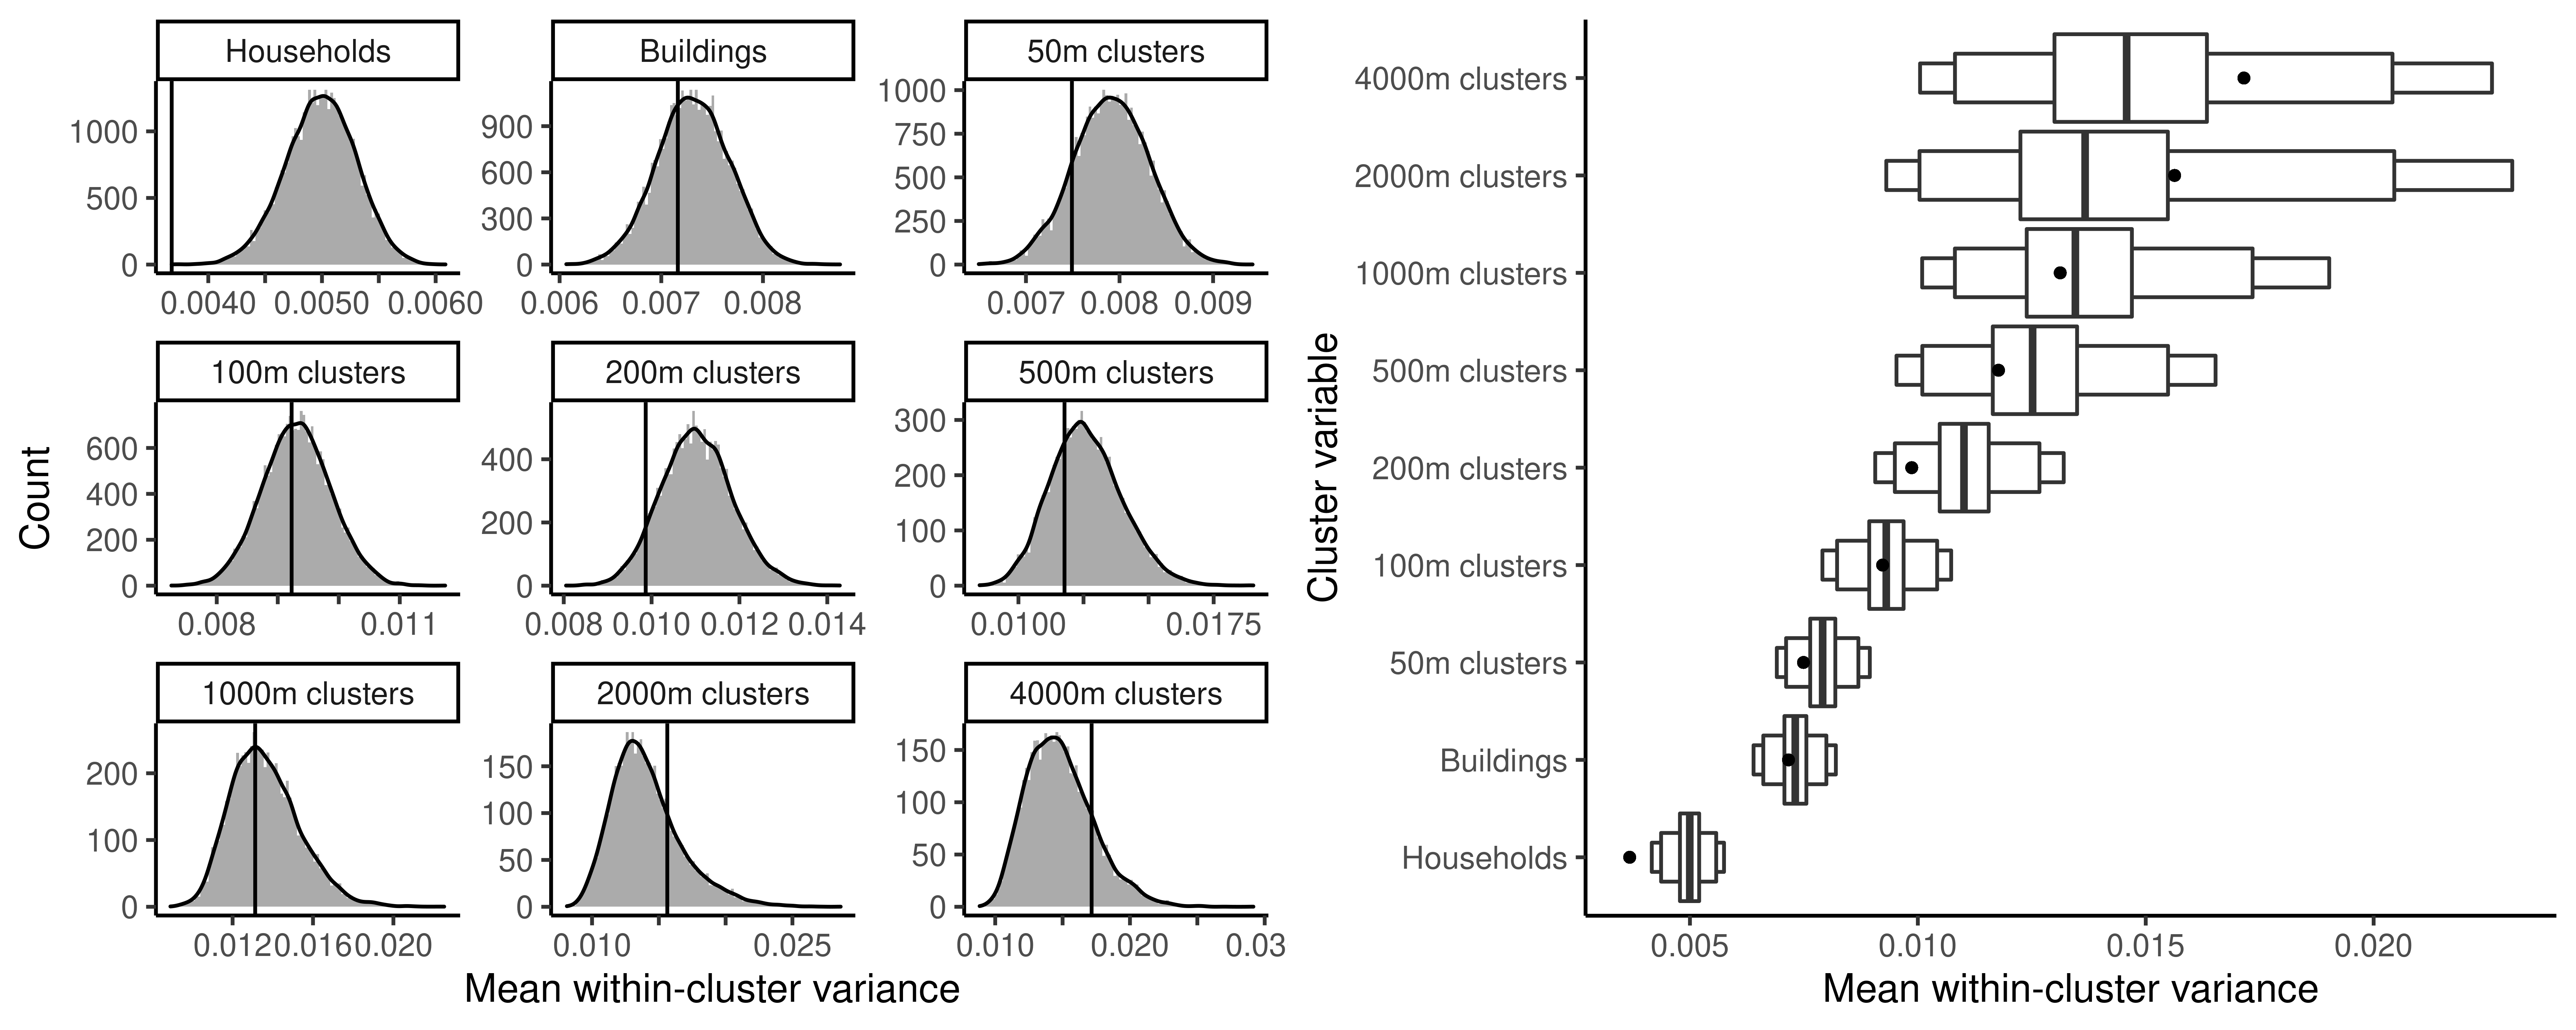 Households
Buildings
50m clusters
1000
500
0
0.0040 0.0050 0.0060
900
600
300
0
0.006 0.007 0.008
1000
750
500
250
0
0.007 0.008 0.009
100m clusters
200m clusters
500m clusters
600
400
200
0
0.008 0.011
400
200
0
0.008 0.010 0.012 0.014
300
200
100
0
0.0100 0.0175
1000m clusters
2000m clusters
4000m clusters
200
100
0
0.012 0.016 0.020
150
100
50
0
0.010 0.025
150
100
50
0
0.010 0.020 0.03
Count
Mean within-cluster variance
Cluster variable
4000m clusters
2000m clusters
1000m clusters
500m clusters
200m clusters
100m clusters
50m clusters
Buildings
Households
0.005 0.010 0.015 0.020
Mean within-cluster variance